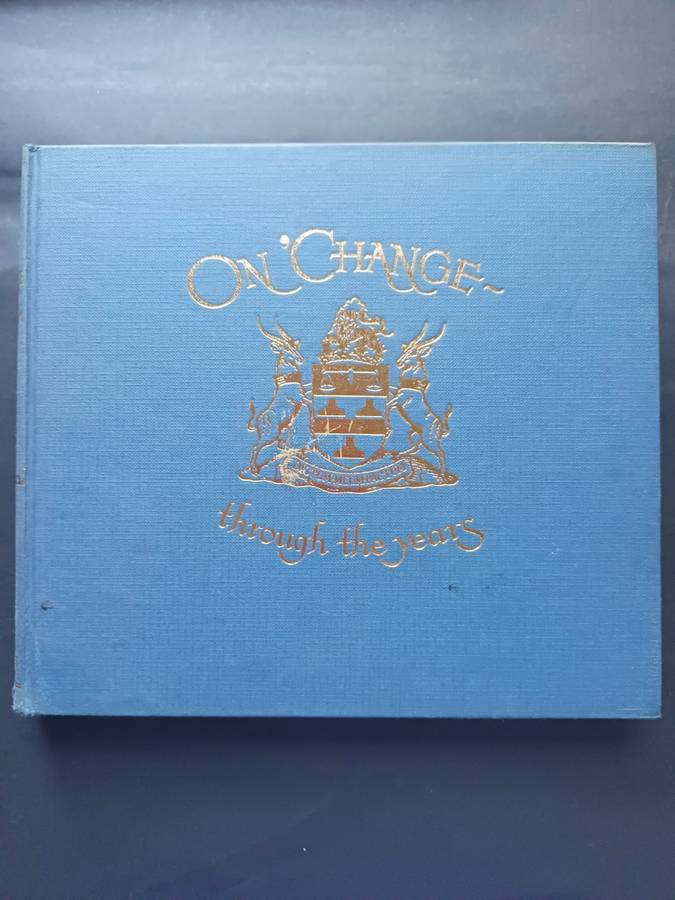 ON 'CHANGE~
through the years